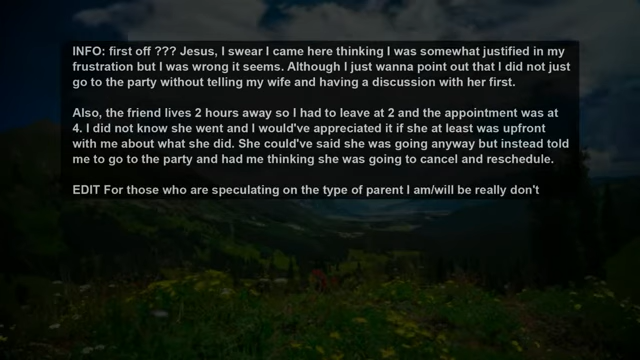 INFO: first off ??? Jesus, I swear I came here thinking I was somewhat justified in my
frustration but I was wrong it seems. Although I just wanna point out that I did not just
go to the party without telling my wife and having a discussion with her first.
Also, the friend lives 2 hours away so I had to leave at 2 and the appointment was at
4. I did not know she went and I would've appreciated it if she at least was upfront
with me about what she did. She could've said she was going anyway but instead told
me to go to the party and had me thinking she was going to cancel and reschedule.
EDIT For those who are speculating on the type of parent I am/will be really don't